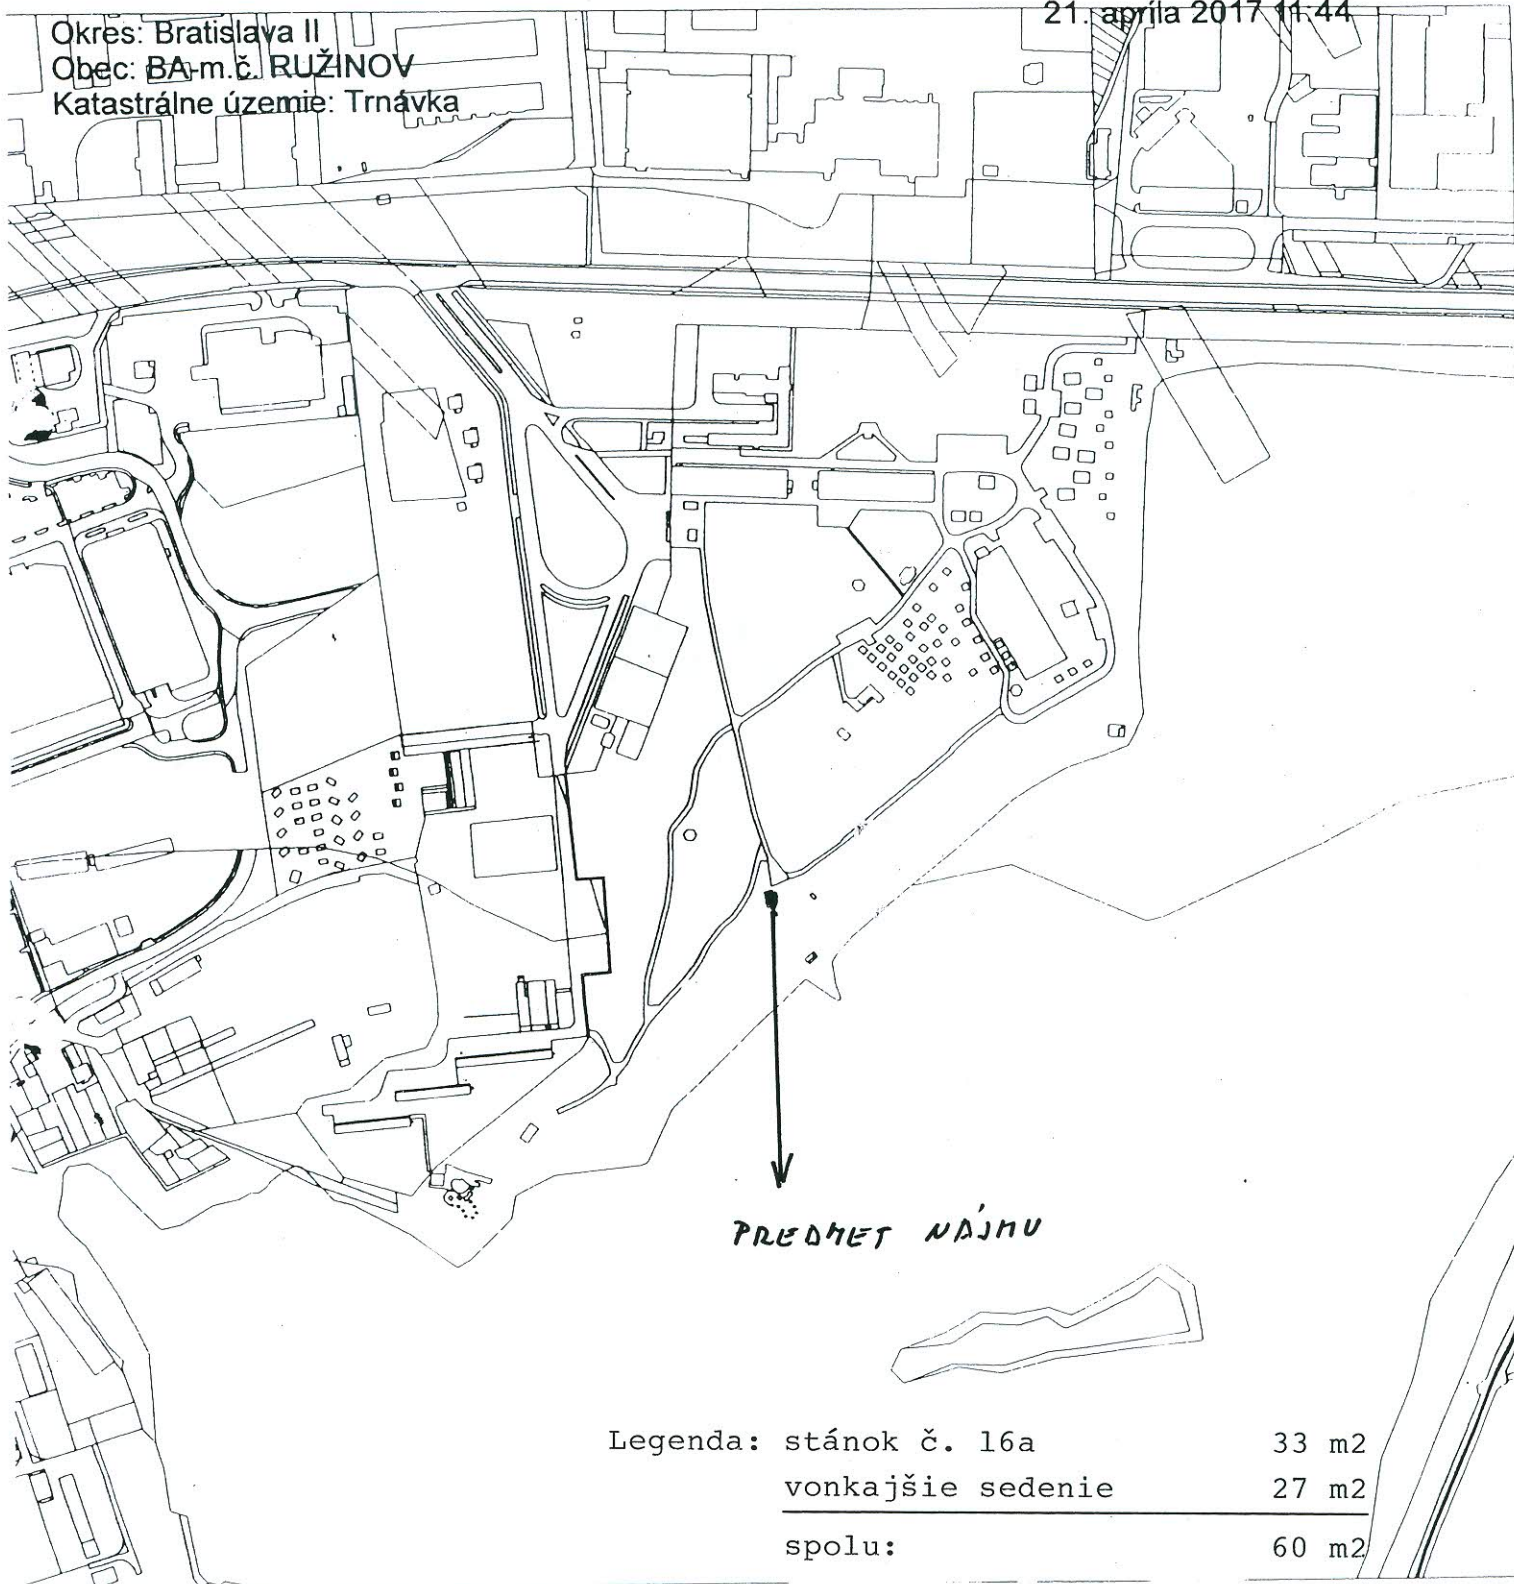 Okres: Bratislava II
21. apríla 2017 11:44
Obec: BA-m.č. RUŽINOV
Katastrálne územie: Trnávka
PREDMET NÁJMU
Legenda: stánok č. 16a 33 m2
vonkajšie sedenie 27 m2
spolu: 60 m2